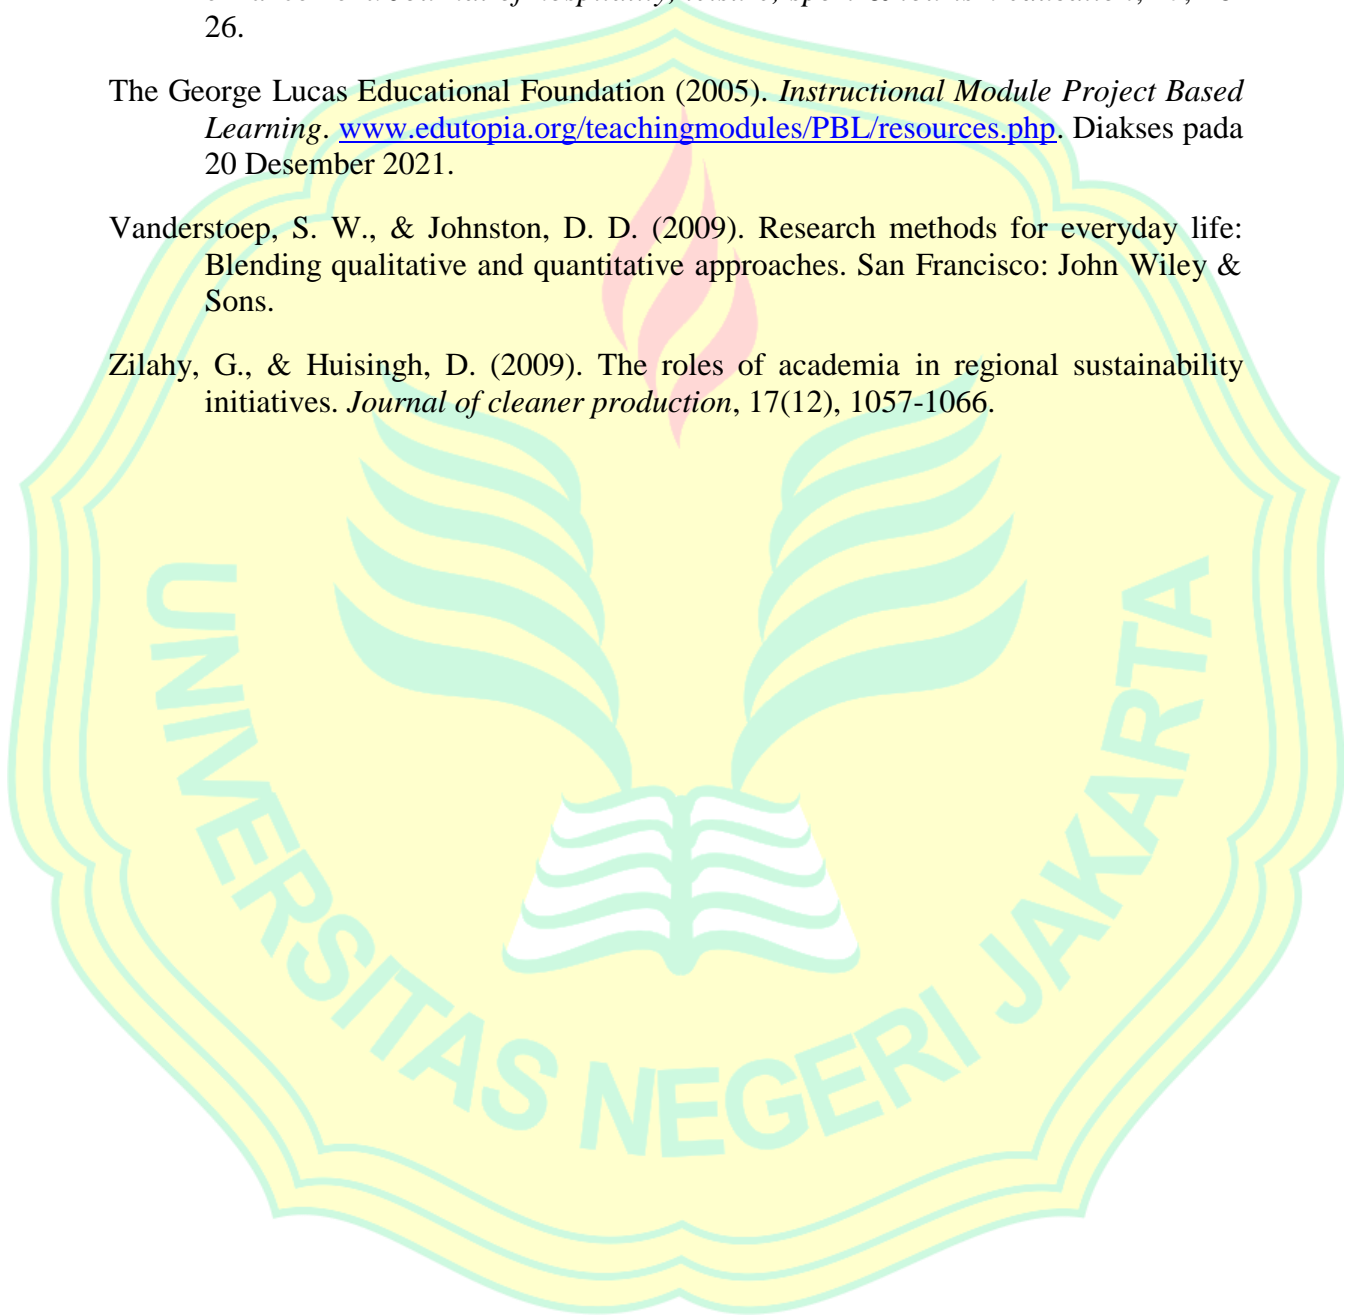 26.
The George Lucas Educational Foundation (2005). Instructional Module Project Based
Learning. www.edutopia.org/teachingmodules/PBL/resources.php. Diakses pada
20 Desember 2021.
Vanderstoep, S. W., & Johnston, D. D. (2009). Research methods for everyday life:
Blending qualitative and quantitative approaches. San Francisco: John Wiley &
Sons.
Zilahy, G., & Huisingh, D. (2009). The roles of academia in regional sustainability
initiatives. Journal of cleaner production, 17(12), 1057-1066.
UNIVERSITAS NEGERI JAKARTA